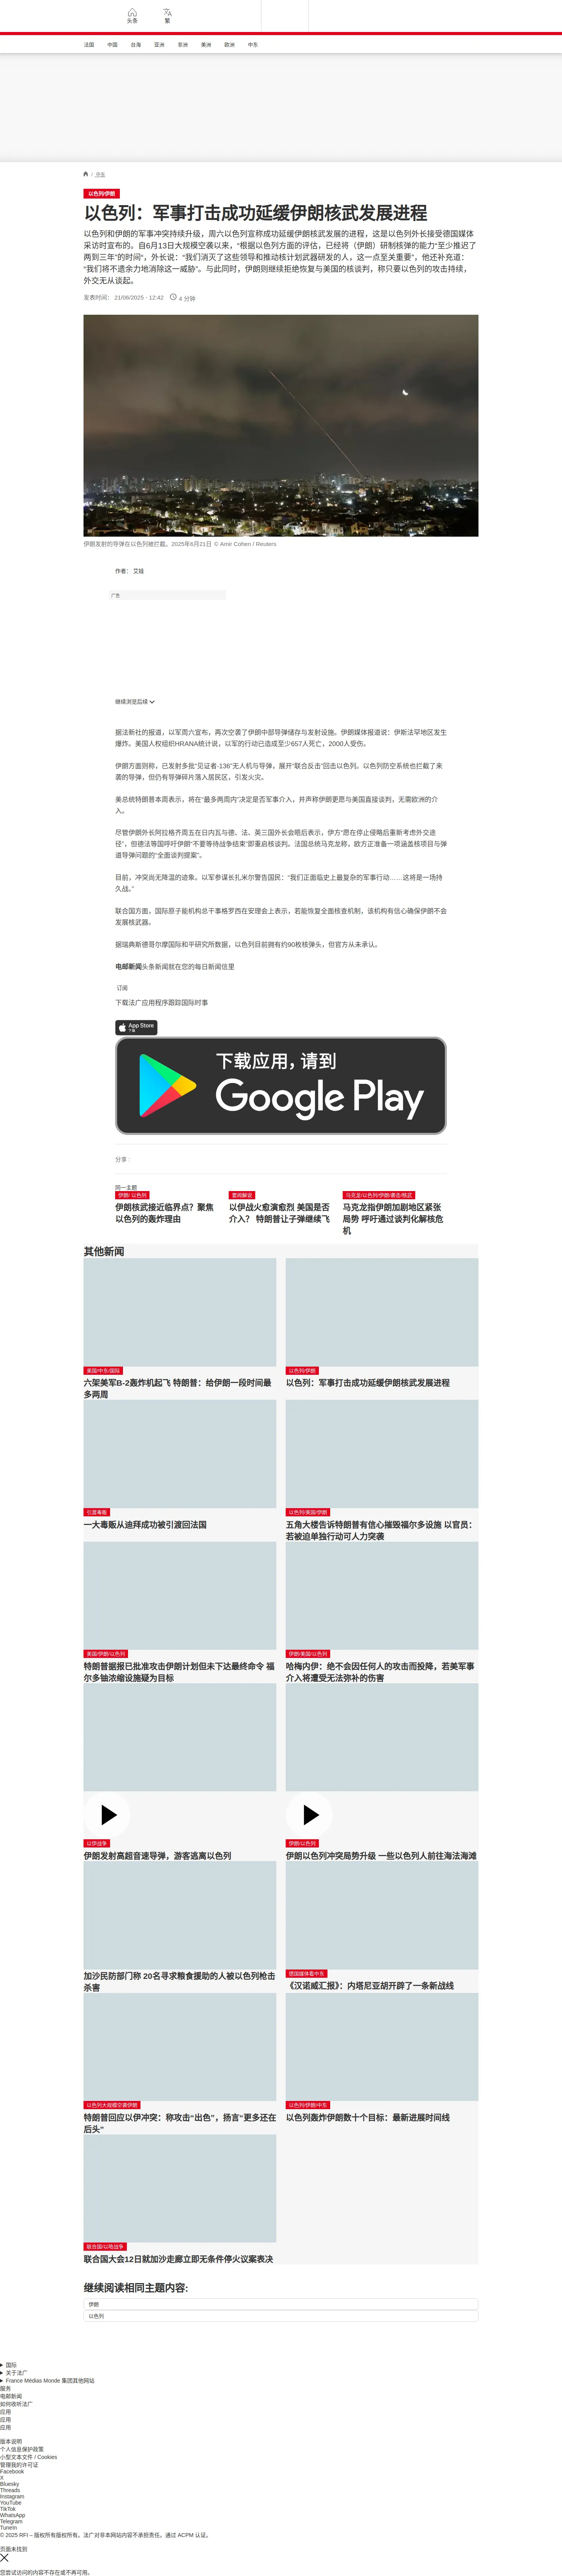 头条
繁
法国
中国
台海
亚洲
非洲
美洲
欧洲
中东
/ 中东
以色列/伊朗
以色列：军事打击成功延缓伊朗核武发展进程
以色列和伊朗的军事冲突持续升级，周六以色列宣称成功延缓伊朗核武发展的进程，这是以色列外长接受德国媒体
采访时宣布的。自6月13日大规模空袭以来，“根据以色列方面的评估，已经将（伊朗）研制核弹的能力“至少推迟了
两到三年”的时间”，外长说：“我们消灭了这些领导和推动核计划武器研发的人，这一点至关重要”，他还补充道：
“我们将不遗余力地消除这一威胁”。与此同时，伊朗则继续拒绝恢复与美国的核谈判，称只要以色列的攻击持续，
外交无从谈起。
发表时间： 21/06/2025 - 12:42
4 分钟
伊朗发射的导弹在以色列被拦截。2025年6月21日 © Amir Cohen / Reuters
作者： 艾娃
广告
继续浏览后续
据法新社的报道，以军周六宣布，再次空袭了伊朗中部导弹储存与发射设施。伊朗媒体报道说：伊斯法罕地区发生
爆炸。美国人权组织HRANA统计说，以军的行动已造成至少657人死亡，2000人受伤。
伊朗方面则称，已发射多批“见证者-136”无人机与导弹，展开“联合反击”回击以色列。以色列防空系统也拦截了来
袭的导弹，但仍有导弹碎片落入居民区，引发火灾。
美总统特朗普本周表示，将在“最多两周内”决定是否军事介入，并声称伊朗更愿与美国直接谈判，无需欧洲的介
入。
尽管伊朗外长阿拉格齐周五在日内瓦与德、法、英三国外长会晤后表示，伊方“愿在停止侵略后重新考虑外交途
径”，但德法等国呼吁伊朗“不要等待战争结束”即重启核谈判。法国总统马克龙称，欧方正准备一项涵盖核项目与弹
道导弹问题的“全面谈判提案”。
目前，冲突尚无降温的迹象。以军参谋长扎米尔警告国民：“我们正面临史上最复杂的军事行动……这将是一场持
久战。”
联合国方面，国际原子能机构总干事格罗西在安理会上表示，若能恢复全面核查机制，该机构有信心确保伊朗不会
发展核武器。
据瑞典斯德哥尔摩国际和平研究所数据，以色列目前拥有约90枚核弹头，但官方从未承认。
电邮新闻头条新闻就在您的每日新闻信里
订阅
下载法广应用程序跟踪国际时事
App Store
下载
下载应用，请到
Google Play
分享 :
同一主题
伊朗/ 以色列
伊朗核武接近临界点？聚焦
以色列的轰炸理由
要闻解说
以伊战火愈演愈烈 美国是否
介入？ 特朗普让子弹继续飞
马克龙/以色列/伊朗/袭击/核武
马克龙指伊朗加剧地区紧张
局势 呼吁通过谈判化解核危
机
其他新闻
美国/中东/国际
六架美军B-2轰炸机起飞 特朗普：给伊朗一段时间最
多两周
以色列/伊朗
以色列：军事打击成功延缓伊朗核武发展进程
引渡毒贩
一大毒贩从迪拜成功被引渡回法国
以色列/美国/伊朗
五角大楼告诉特朗普有信心摧毁福尔多设施 以官员：
若被迫单独行动可人力突袭
美国/伊朗/以色列
特朗普据报已批准攻击伊朗计划但未下达最终命令 福
尔多铀浓缩设施疑为目标
伊朗/美国/以色列
哈梅内伊：绝不会因任何人的攻击而投降，若美军事
介入将遭受无法弥补的伤害
以伊战争
伊朗发射高超音速导弹，游客逃离以色列
伊朗/以色列
伊朗以色列冲突局势升级 一些以色列人前往海法海滩
加沙民防部门称 20名寻求粮食援助的人被以色列枪击
杀害
德国媒体看中东
《汉诺威汇报》：内塔尼亚胡开辟了一条新战线
以色列大规模空袭伊朗
特朗普回应以伊冲突：称攻击“出色”，扬言“更多还在
后头”
以色列/伊朗/中东
以色列轰炸伊朗数十个目标：最新进展时间线
联合国/以哈战争
联合国大会12日就加沙走廊立即无条件停火议案表决
继续阅读相同主题内容:
伊朗
以色列
国际
关于法广
France Médias Monde 集团其他网站
服务
电邮新闻
如何收听法广
应用
应用
应用
版本说明
个人信息保护政策
小型文本文件 / Cookies
管理我的许可证
Facebook
X
Bluesky
Threads
Instagram
YouTube
TikTok
WhatsApp
Telegram
TuneIn
© 2025 RFI – 版权所有版权所有。法广对非本网站内容不承担责任。通过 ACPM 认证。
页面未找到
您尝试访问的内容不存在或不再可用。